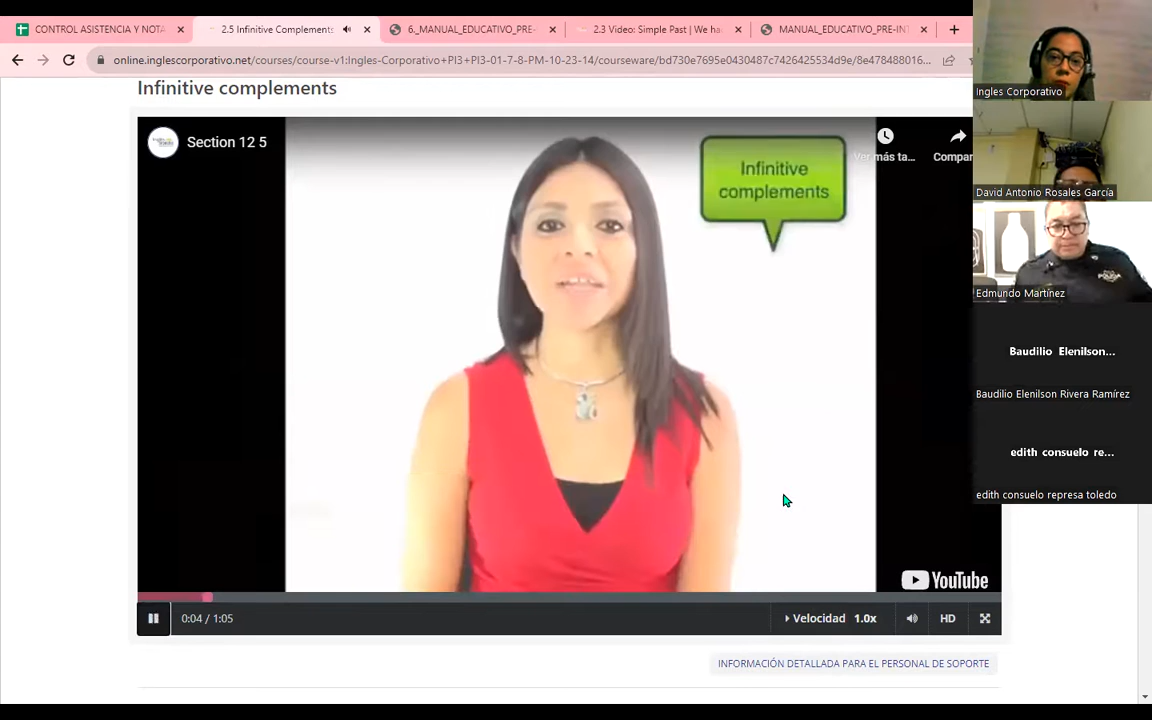 CONTROL ASISTENCIA Y NOTA
2.5 Infinitive Complements
6._MANUAL_EDUCATIVO_PRE-
2.3 Video: Simple Past | We ha
MANUAL_EDUCATIVO_PRE-INT
online.inglescorporativo.net/courses/course-v1:Ingles-Corporativo+PI3+PI3-01-7-8-PM-10-23-14/courseware/bd730e7695e0430487c7426425534d9e/8e478488016...
Infinitive complements
Section 12 5
Ver más ta...
Compar
Infinitive
complements
YouTube
0:04 / 1:05
Velocidad 1.0x
HD
INFORMACIÓN DETALLADA PARA EL PERSONAL DE SOPORTE
Ingles Corporativo
David Antonio Rosales García
POLICIA
Edmundo Martínez
Baudilio Elenilson...
Baudilio Elenilson Rivera Ramírez
edith consuelo re...
edith consuelo represa toledo